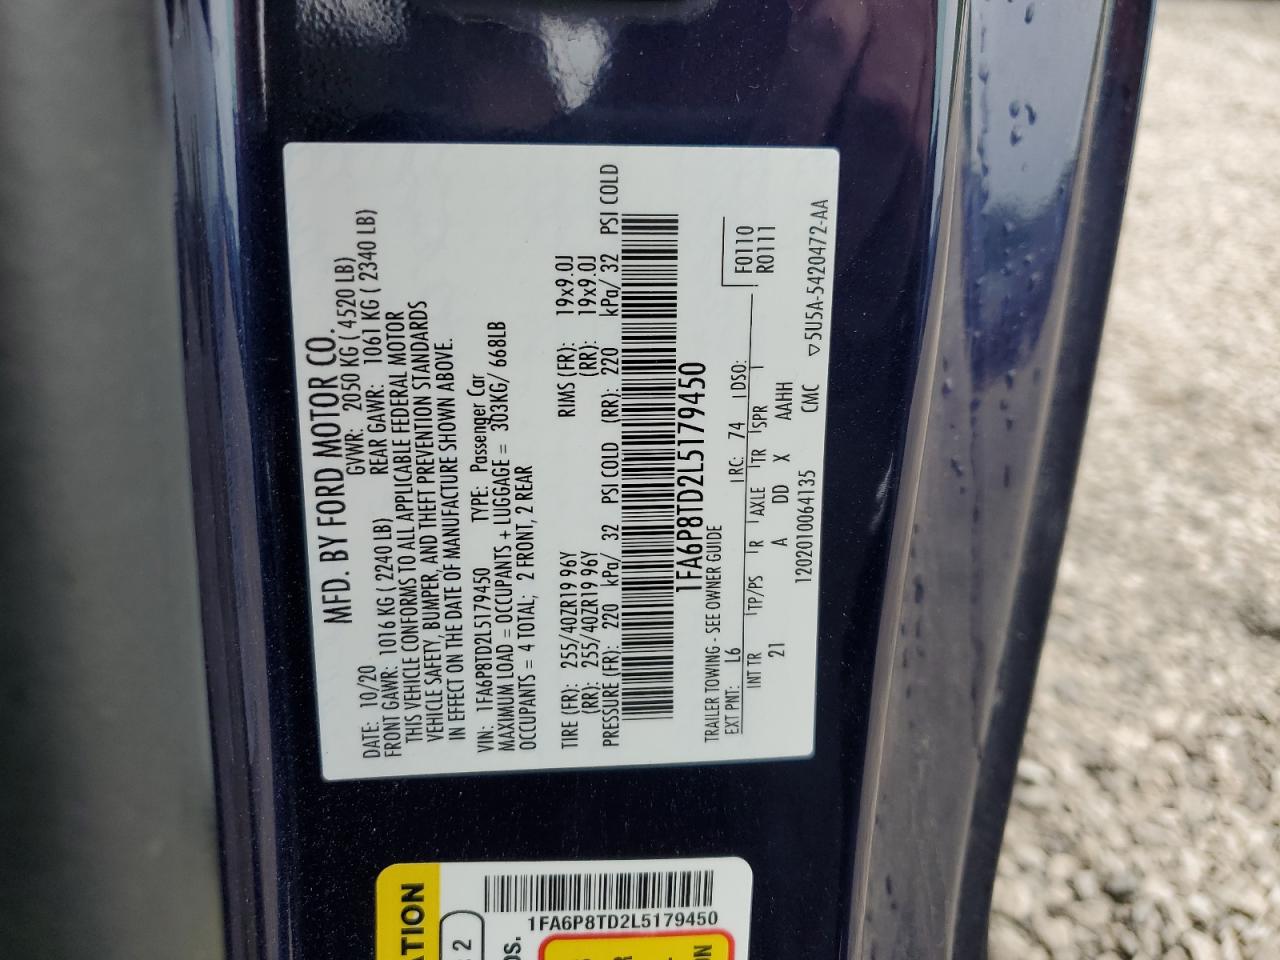 MFD. BY FORD MOTOR CO.
DATE: 10/20 GVWR: 2050 KG ( 4520 LB)
FRONT GAWR: 1016 KG ( 2240 LB) REAR GAWR: 1061 KG ( 2340 LB)
THIS VEHICLE CONFORMS TO ALL APPLICABLE FEDERAL MOTOR
VEHICLE SAFETY, BUMPER, AND THEFT PREVENTION STANDARDS
IN EFFECT ON THE DATE OF MANUFACTURE SHOWN ABOVE.
VIN: 1FA6P8TD2L5179450 TYPE: Passenger Car
MAXIMUM LOAD = OCCUPANTS + LUGGAGE = 303KG/ 668LB
OCCUPANTS = 4 TOTAL; 2 FRONT, 2 REAR
TIRE (FR): 255/40ZR19 96Y RIMS (FR): 19x9.0J
(RR): 255/40ZR19 96Y (RR): 19x9.0J
PRESSURE (FR): 220 kPa/ 32 PSI COLD (RR): 220 kPa/ 32 PSI COLD
1FA6P8TD2L5179450
TRAILER TOWING - SEE OWNER GUIDE
F0110
EXT PNT: L6 RC: 74 DSO: R0111
INT TR TP/PS R AXLE TR SPR
21 A DD X AAHH
1202010064135 CMC ▽5U5A-5420472-AA
ATION
1FA6P8TD2L5179450
2